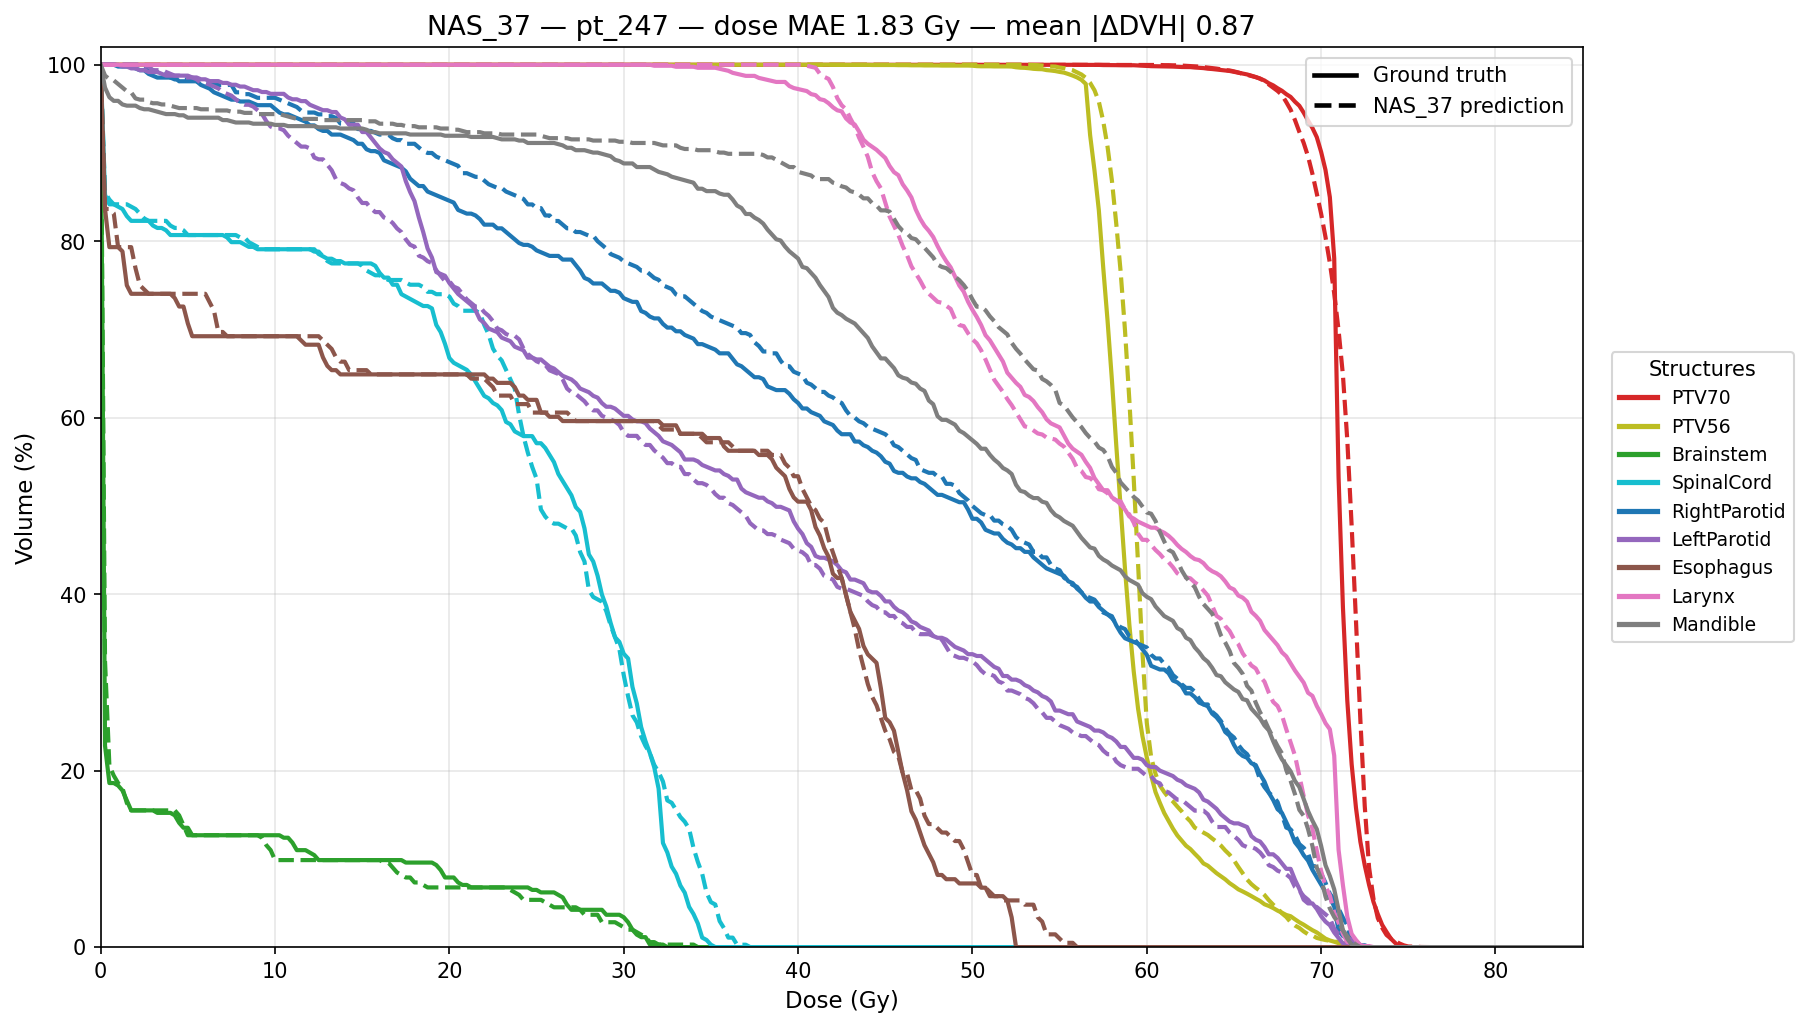 NAS_37 — pt_247 — dose MAE 1.83 Gy — mean |ΔDVH| 0.87
Ground truth
NAS_37 prediction
Volume (%)
100
80
60
40
20
0
0 10 20 30 40 50 60 70 80
Dose (Gy)
Structures
PTV70
PTV56
Brainstem
SpinalCord
RightParotid
LeftParotid
Esophagus
Larynx
Mandible